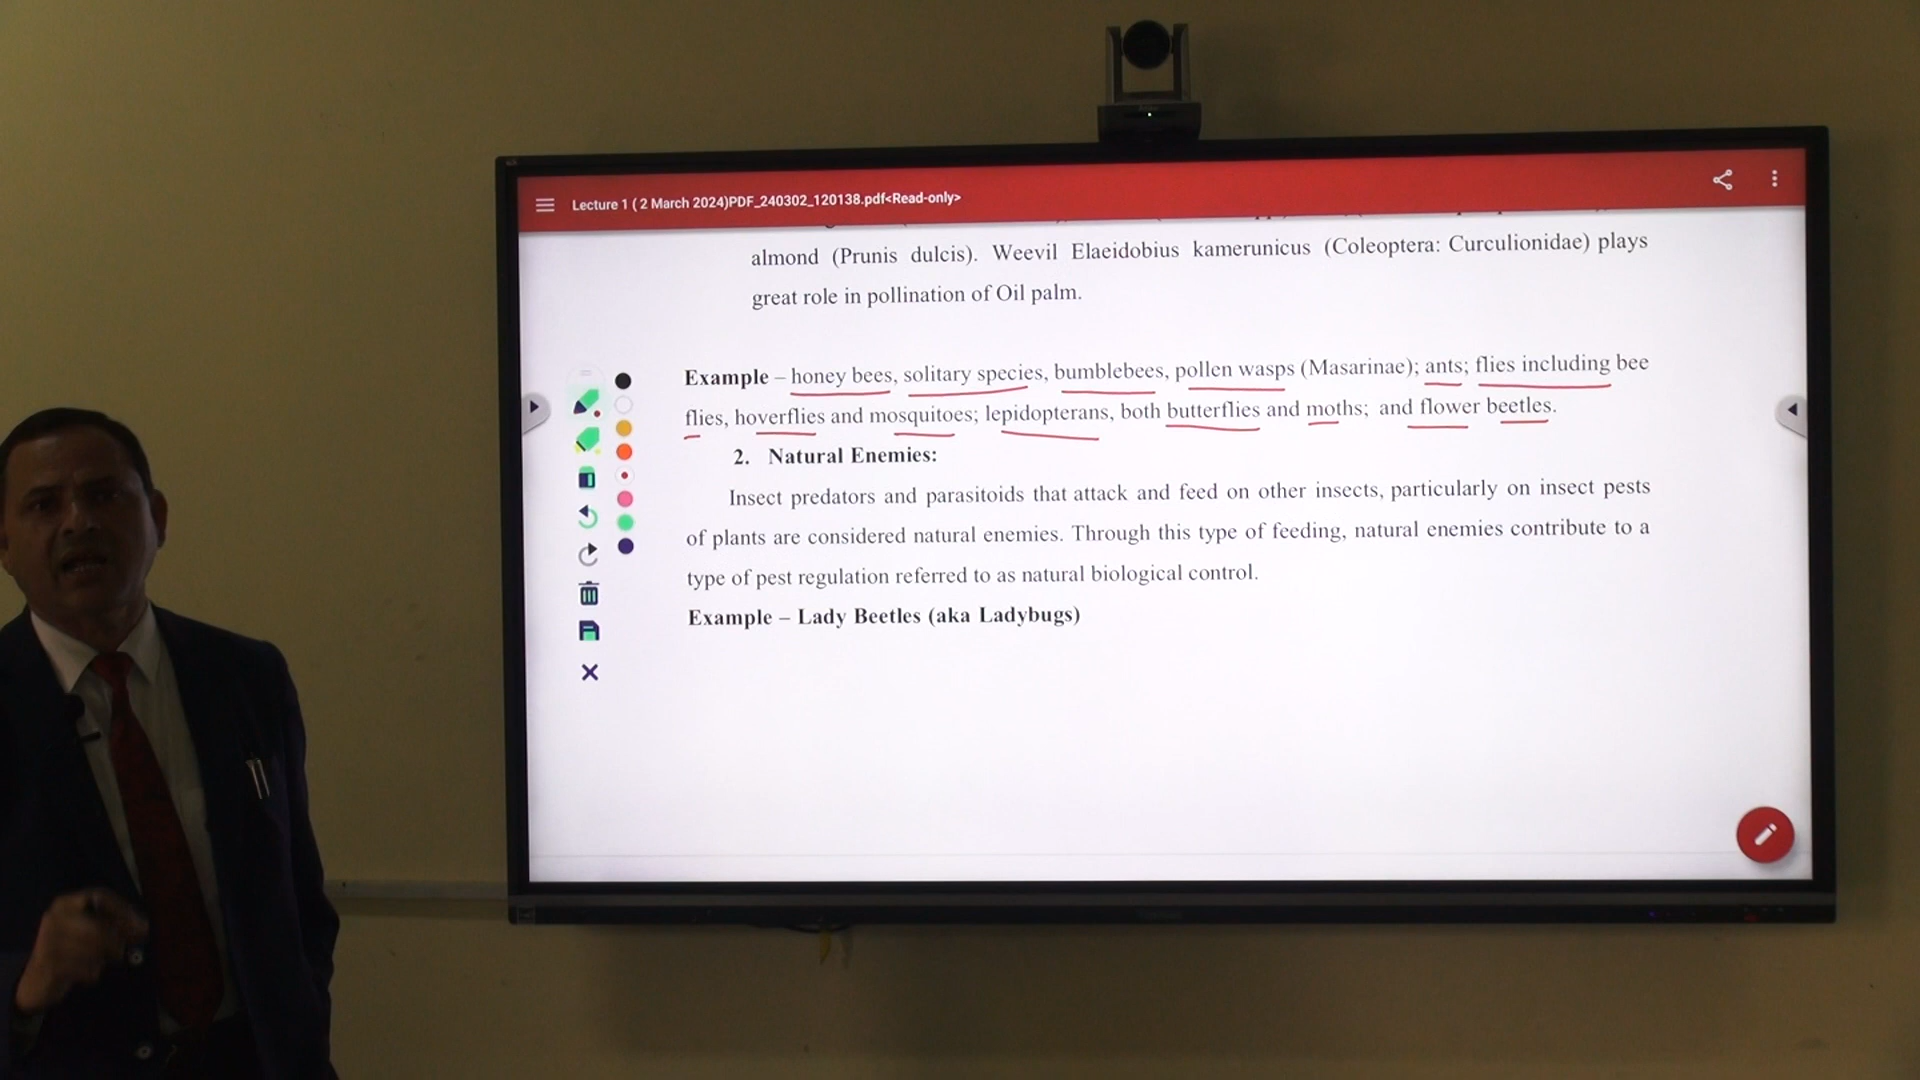 Lecture 1 ( 2 March 2024)PDF_240302_120138.pdf<Read-only>
almond (Prunis dulcis). Weevil Elaeidobius kamerunicus (Coleoptera: Curculionidae) plays
great role in pollination of Oil palm.
Example – honey bees, solitary species, bumblebees, pollen wasps (Masarinae); ants; flies including bee
flies, hoverflies and mosquitoes; lepidopterans, both butterflies and moths; and flower beetles.
2. Natural Enemies:
Insect predators and parasitoids that attack and feed on other insects, particularly on insect pests
of plants are considered natural enemies. Through this type of feeding, natural enemies contribute to a
type of pest regulation referred to as natural biological control.
Example – Lady Beetles (aka Ladybugs)